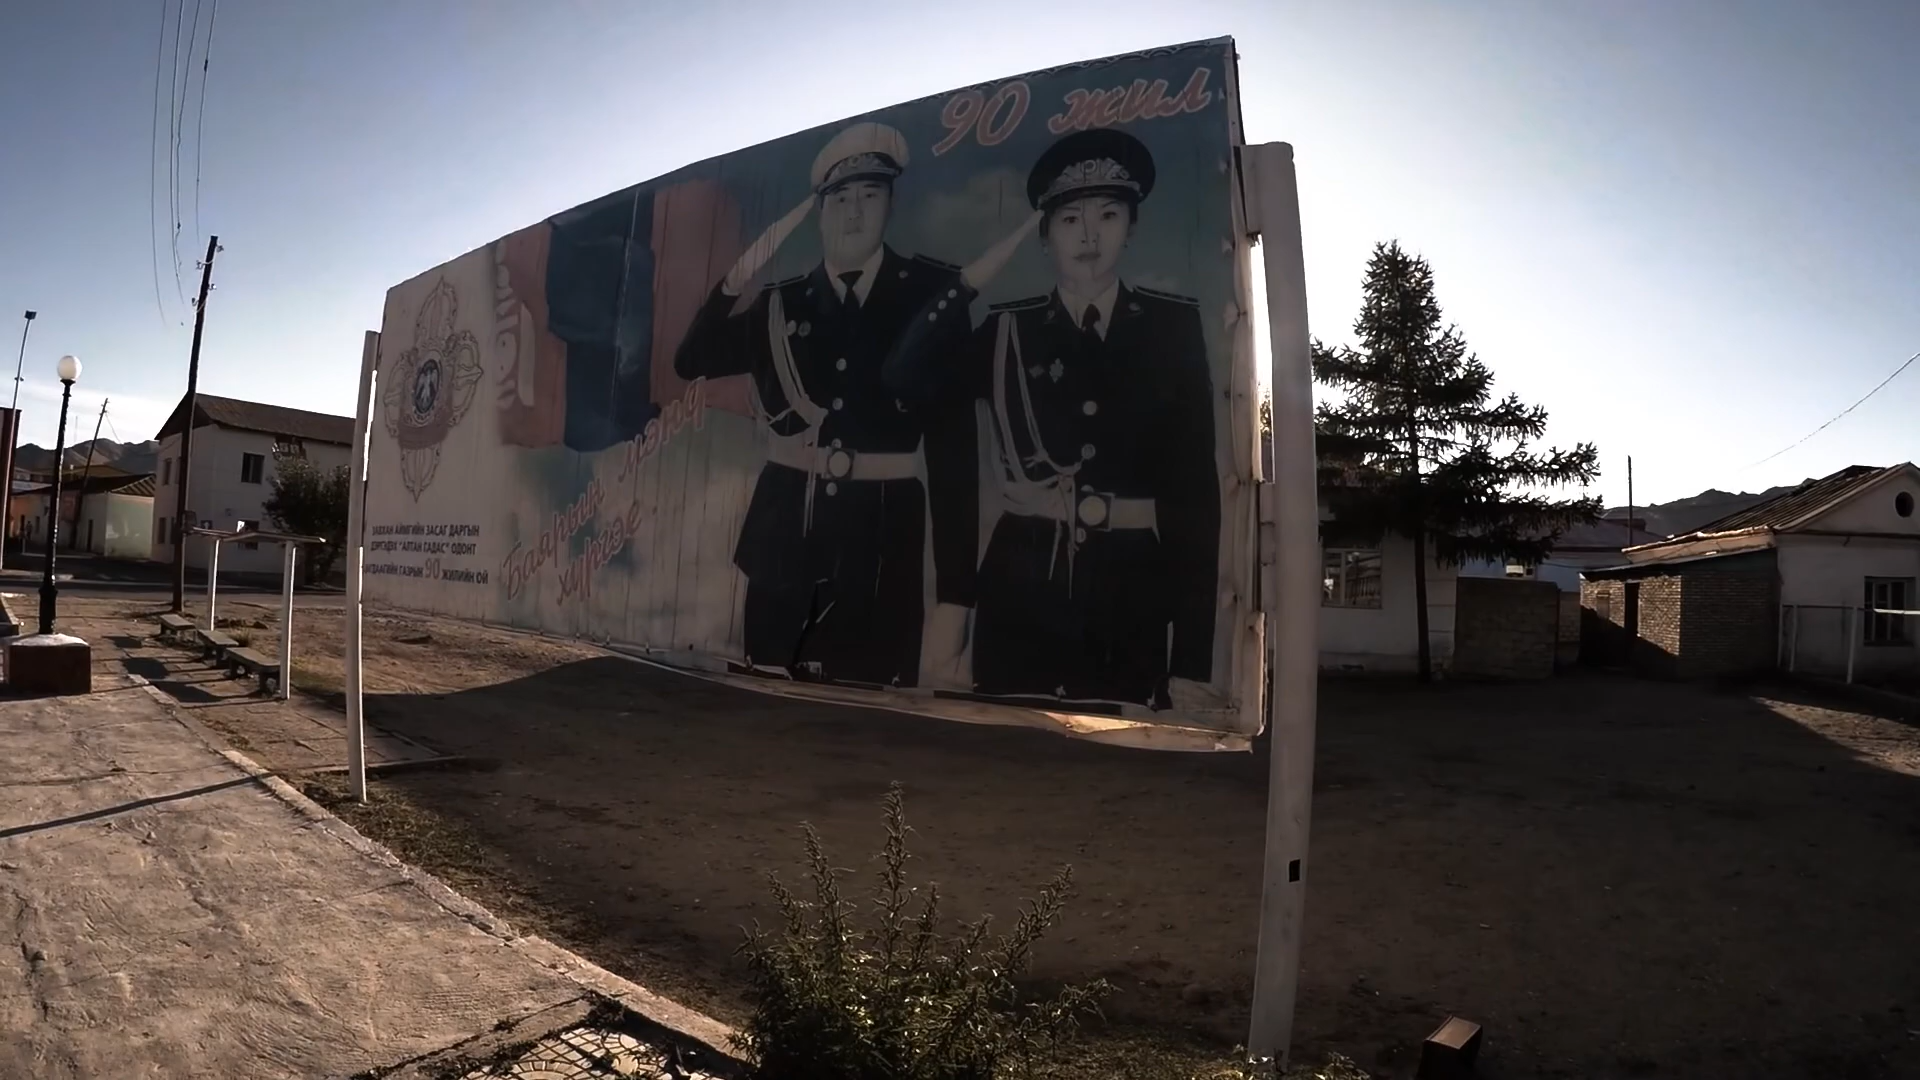 90 жил
Баярын мэнд
хүргэе
ЗАВХАН АЙМГИЙН ЗАСАГ ДАРГЫН
ДЭРГЭДЭХ "АЛТАН ГАДАС" ОДОНТ
ЦАГДААГИЙН ГАЗРЫН 90 ЖИЛИЙН ОЙ